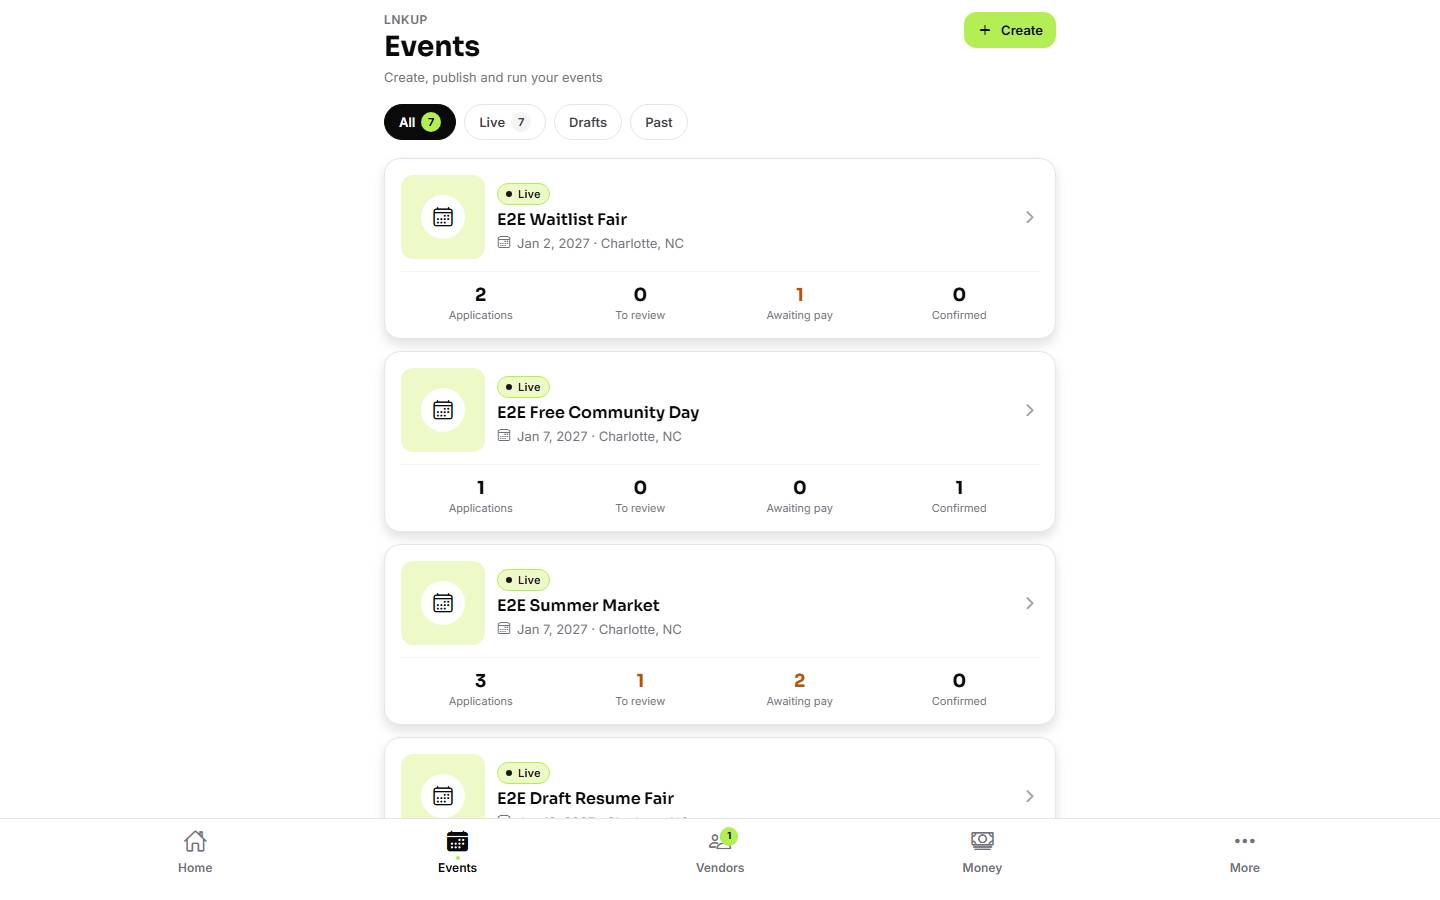 LNKUP
Events
Create, publish and run your events
+ Create
All 7
Live 7
Drafts
Past
Live
E2E Waitlist Fair
Jan 2, 2027 · Charlotte, NC
2 0 1 0
Applications To review Awaiting pay Confirmed
Live
E2E Free Community Day
Jan 7, 2027 · Charlotte, NC
1 0 0 1
Applications To review Awaiting pay Confirmed
Live
E2E Summer Market
Jan 7, 2027 · Charlotte, NC
3 1 2 0
Applications To review Awaiting pay Confirmed
Live
E2E Draft Resume Fair
1
Home Events Vendors Money More